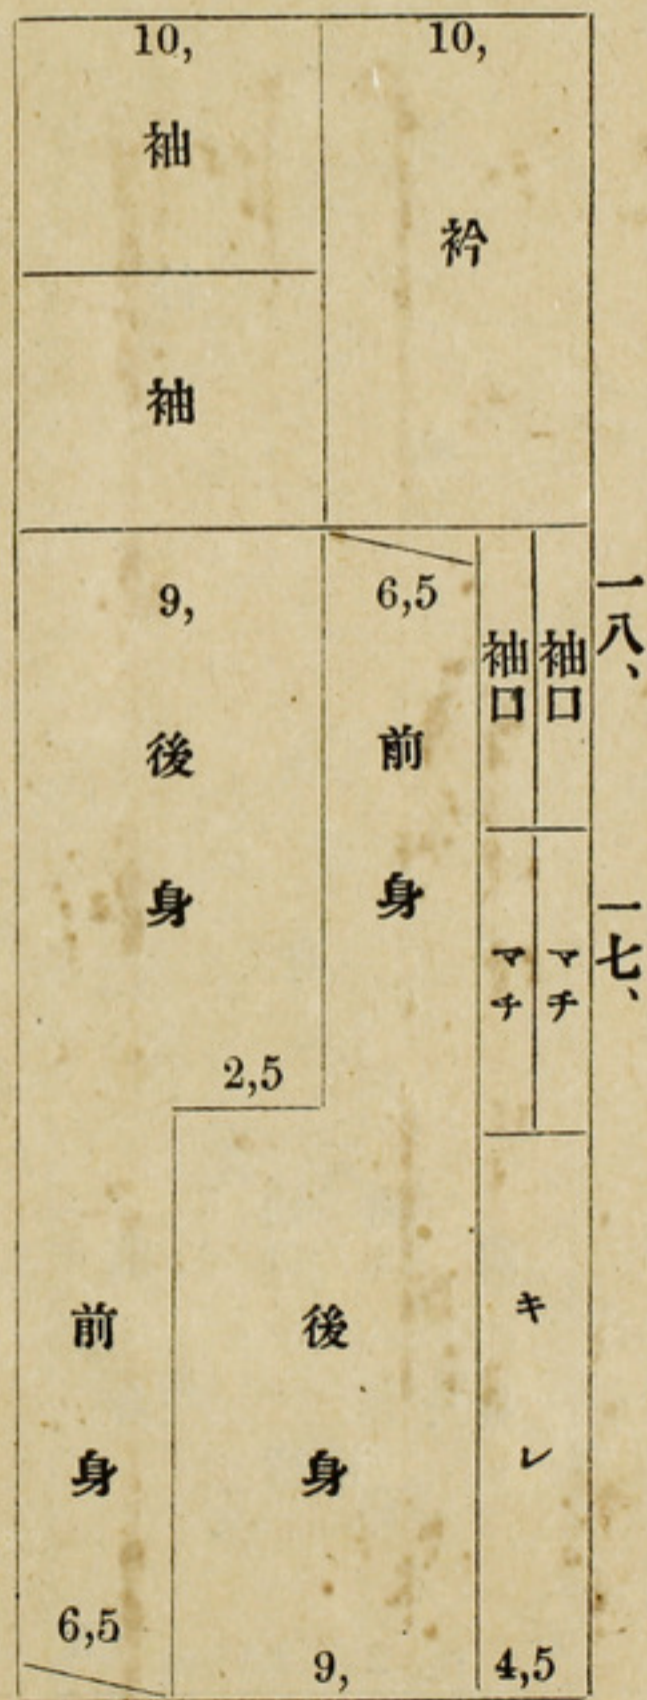 10,
10,
袖
衿
袖
9,
6,5
袖口
袖口
一八、
後身
前身
マチ
マチ
一七、
2,5
前身
後身
キレ
6,5
9,
4,5